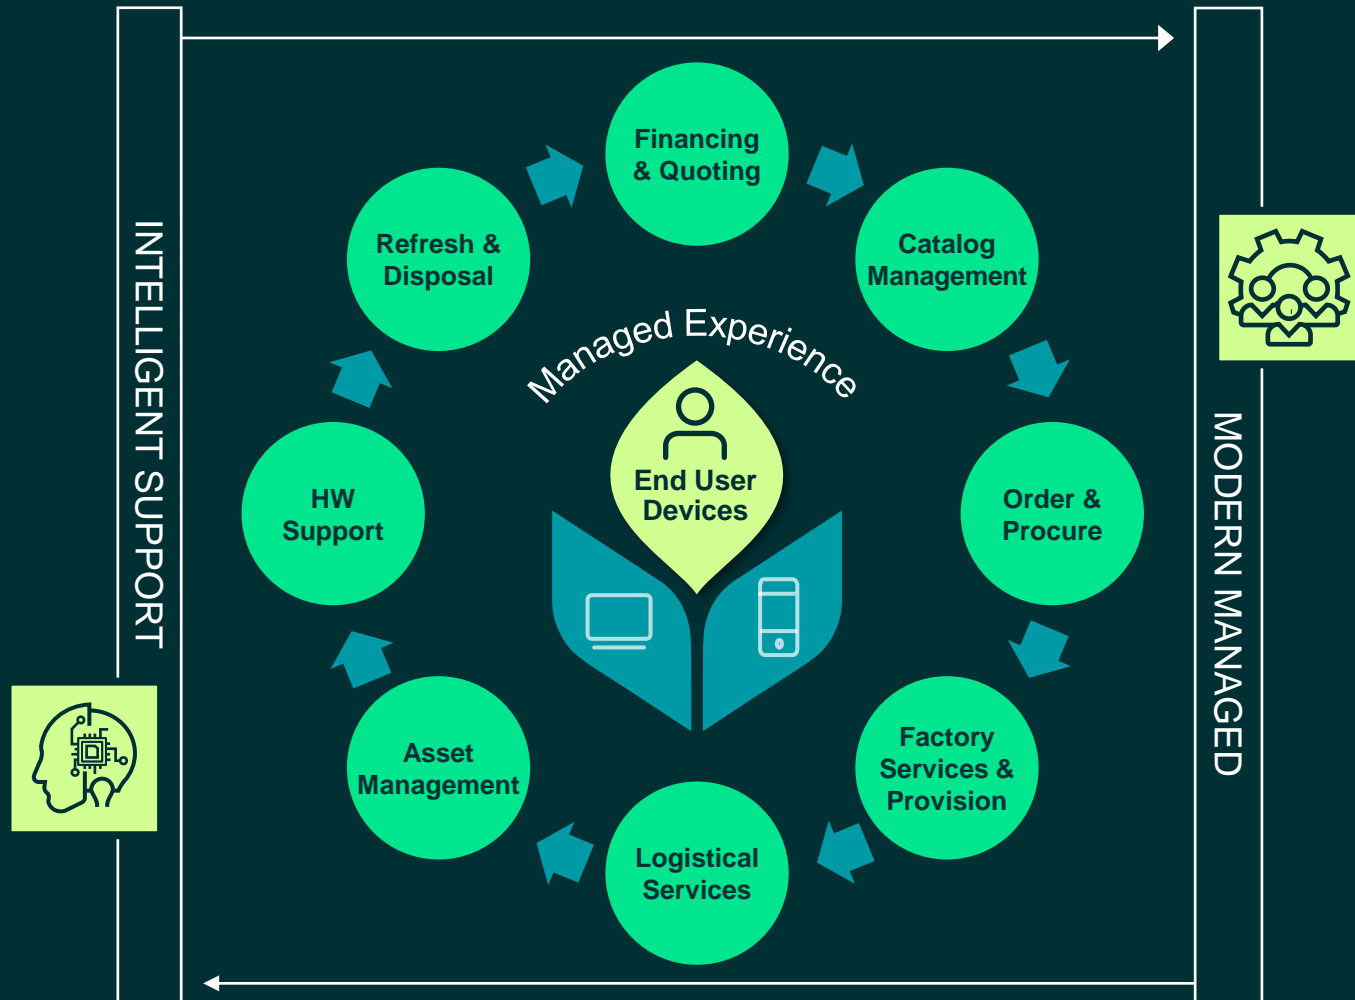 INTELLIGENT SUPPORT
Financing
& Quoting
Refresh &
Disposal
Catalog
Management
Managed Experience
End User
Devices
HW
Support
Order &
Procure
MODERN MANAGED
Asset
Management
Factory
Services &
Provision
Logistical
Services